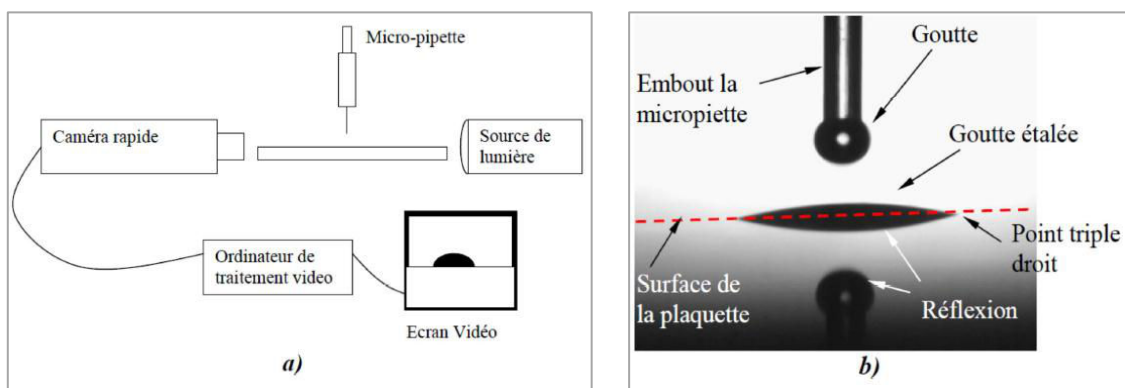 Micro-pipette
Caméra rapide
Source de
lumière
Ordinateur de
traitement video
Ecran Vidéo
a)
Goutte
Embout la
micropiette
Goutte étalée
Point triple
droit
Surface de
la plaquette
Réflexion
b)